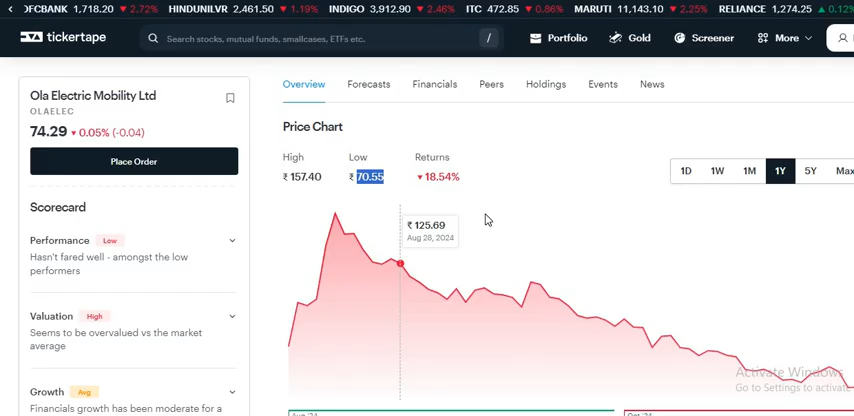 DFCBANK 1,718.20 ▼ 2.72% HINDUNILVR 2,461.50 ▼ 1.19% INDIGO 3,912.90 ▼ 2.46% ITC 472.85 ▼ 0.86% MARUTI 11,143.10 ▼ 2.25% RELIANCE 1,274.25 ▲ 0.12%
tickertape Search stocks, mutual funds, smallcases, ETFs etc. / Portfolio Gold Screener More
Ola Electric Mobility Ltd
OLAELEC
74.29 ▼ 0.05% (-0.04)
Place Order
Scorecard
Performance Low
Hasn't fared well - amongst the low
performers
Valuation High
Seems to be overvalued vs the market
average
Growth Avg
Financials growth has been moderate for a
Overview Forecasts Financials Peers Holdings Events News
Price Chart
High Low Returns
₹ 157.40 ₹ 70.55 ▼ 18.54%
1D 1W 1M 1Y 5Y Max
₹ 125.69
Aug 28, 2024
Activate Windows
Go to Settings to activate
Aug '24 Oct '24